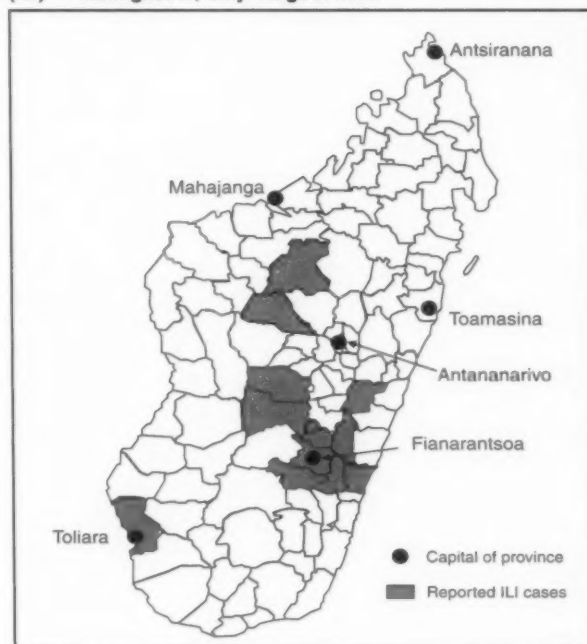 Antsiranana
Mahajanga
Toamasina
Antananarivo
Fianarantsoa
Toliara
Capital of province
Reported ILI cases